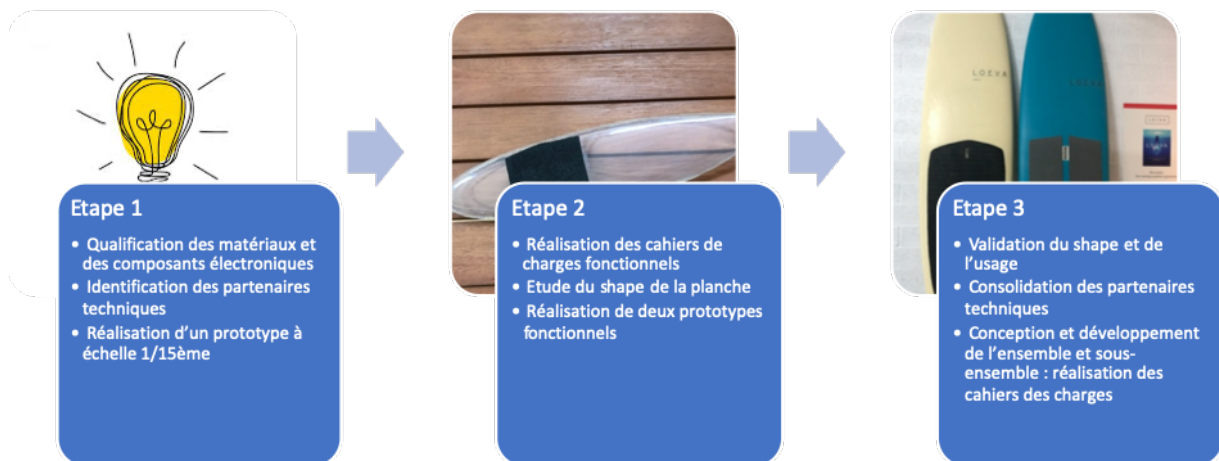 LOEVA
LOEVA
Etape 1
• Qualification des matériaux et
des composants électroniques
• Identification des partenaires
techniques
• Réalisation d'un prototype à
échelle 1/15ème
Etape 2
• Réalisation des cahiers de
charges fonctionnels
• Etude du shape de la planche
• Réalisation de deux prototypes
fonctionnels
Etape 3
• Validation du shape et de
l'usage
• Consolidation des partenaires
techniques
• Conception et développement
de l'ensemble et sous-
ensemble : réalisation des
cahiers des charges